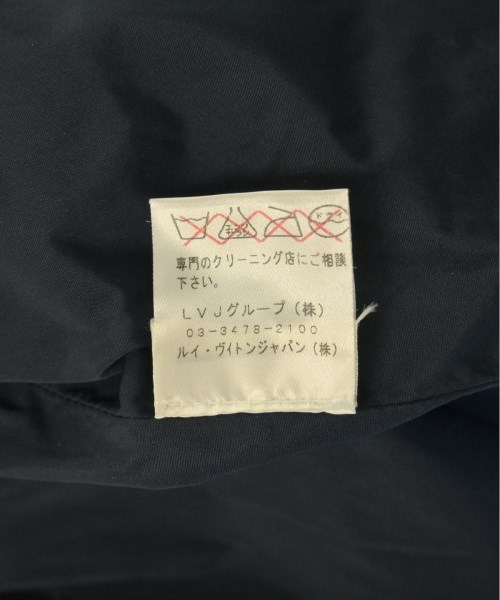 専門のクリーニング店にご相談
下さい。
LVJグループ(株)
03-3478-2100
ルイ・ヴィトンジャパン(株)